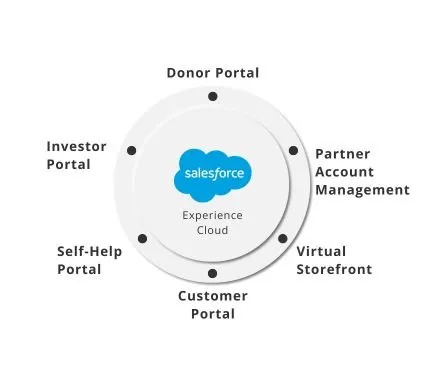 Donor Portal
Investor
Portal
Partner
Account
Management
salesforce
Experience
Cloud
Self-Help
Portal
Virtual
Storefront
Customer
Portal